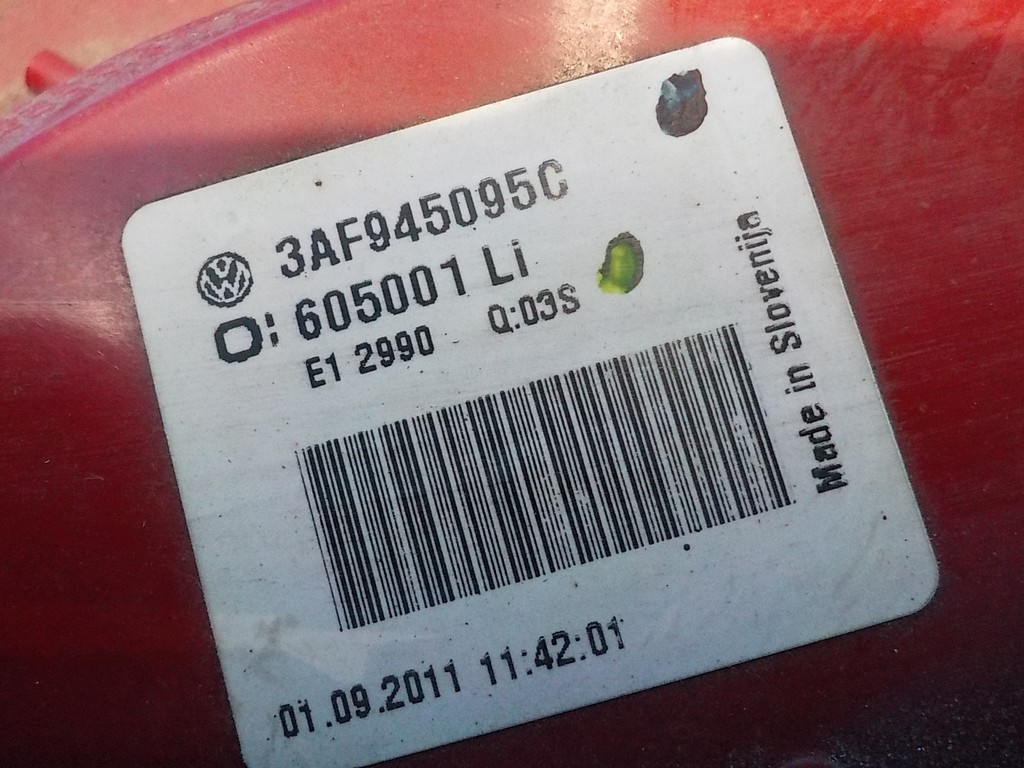 3AF945095C
O: 605001 Li
E1 2990 Q:03S
Made in Slovenija
01.09.2011 11:42:01